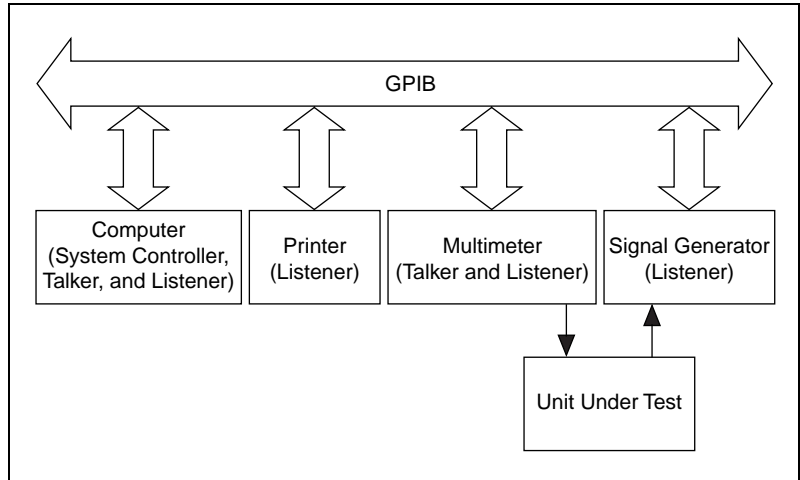 GPIB
Computer
(System Controller,
Talker, and Listener)
Printer
(Listener)
Multimeter
(Talker and Listener)
Signal Generator
(Listener)
Unit Under Test